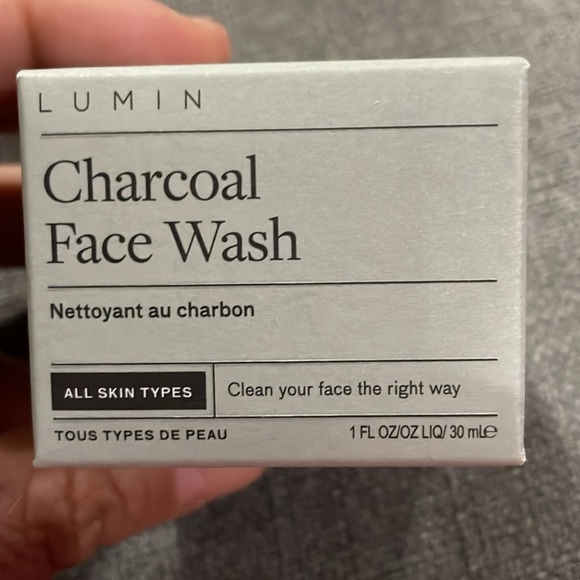 LUMIN
Charcoal
Face Wash
Nettoyant au charbon
ALL SKIN TYPES
Clean your face the right way
TOUS TYPES DE PEAU
1 FL OZ/OZ LIQ/ 30 mL℮